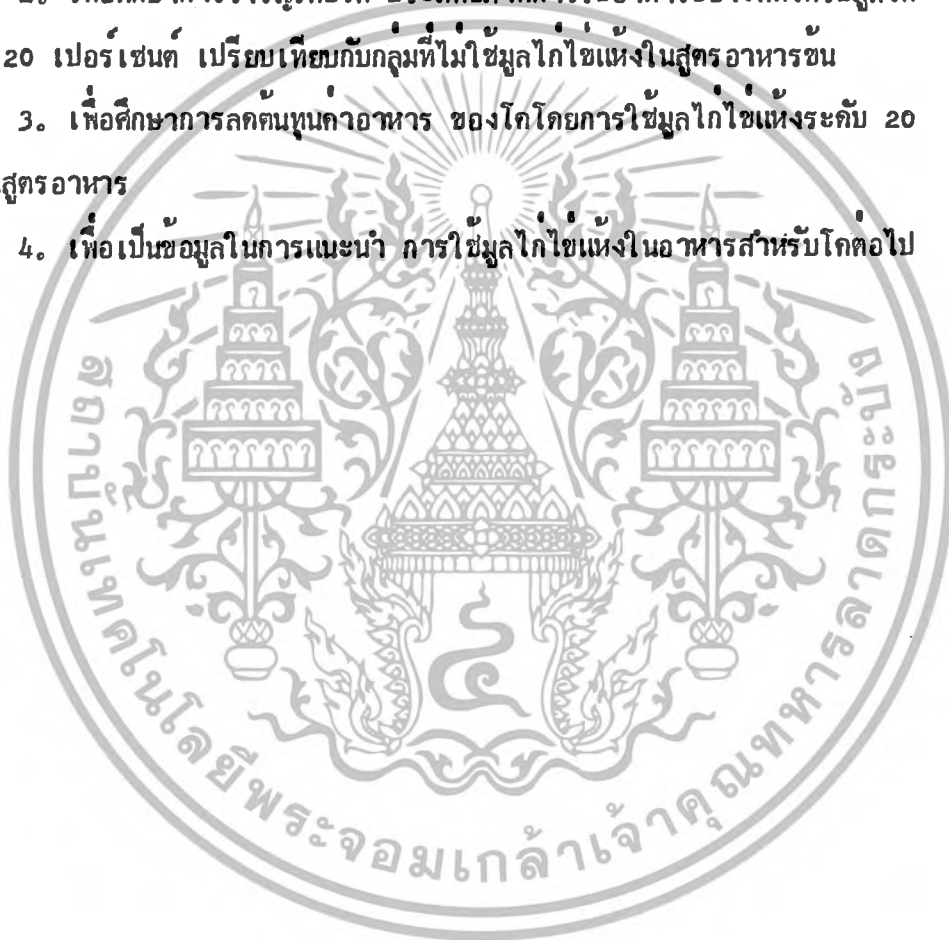 20 เปอร์เซนต์ เปรียบเทียบกับกลุ่มที่ไม่ใช้มูลไก่ไข่แห้งในสูตรอาหารข้น
3. เพื่อศึกษาการลดต้นทุนค่าอาหาร ของโคโดยการใช้มูลไก่ไข่แห้งระดับ 20
สูตรอาหาร
4. เพื่อเป็นข้อมูลในการแนะนำ การใช้มูลไก่ไข่แห้งในอาหารสำหรับโคต่อไป
สถาบันเทคโนโลยีพระจอมเกล้าเจ้าคุณทหารลาดกระบัง